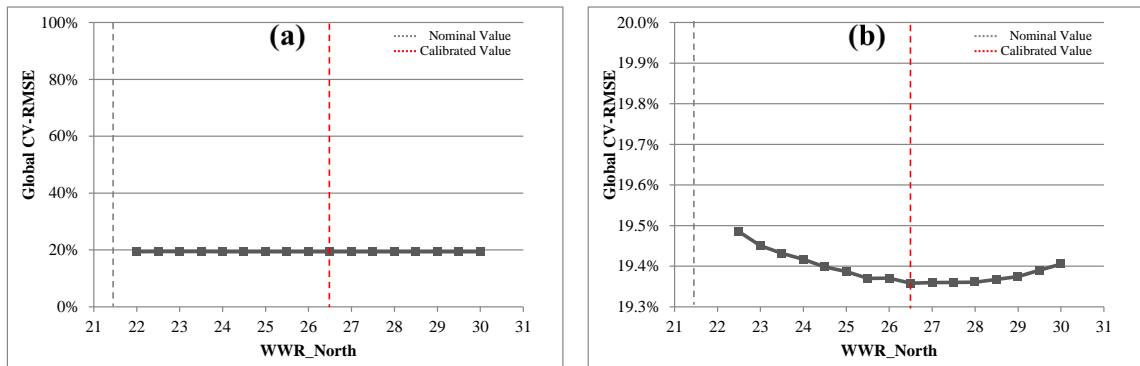 (a)
Nominal Value
Calibrated Value
Global CV-RMSE
100%
80%
60%
40%
20%
0%
21 22 23 24 25 26 27 28 29 30 31
WWR_North
(b)
Nominal Value
Calibrated Value
Global CV-RMSE
20.0%
19.9%
19.8%
19.7%
19.6%
19.5%
19.4%
19.3%
21 22 23 24 25 26 27 28 29 30 31
WWR_North